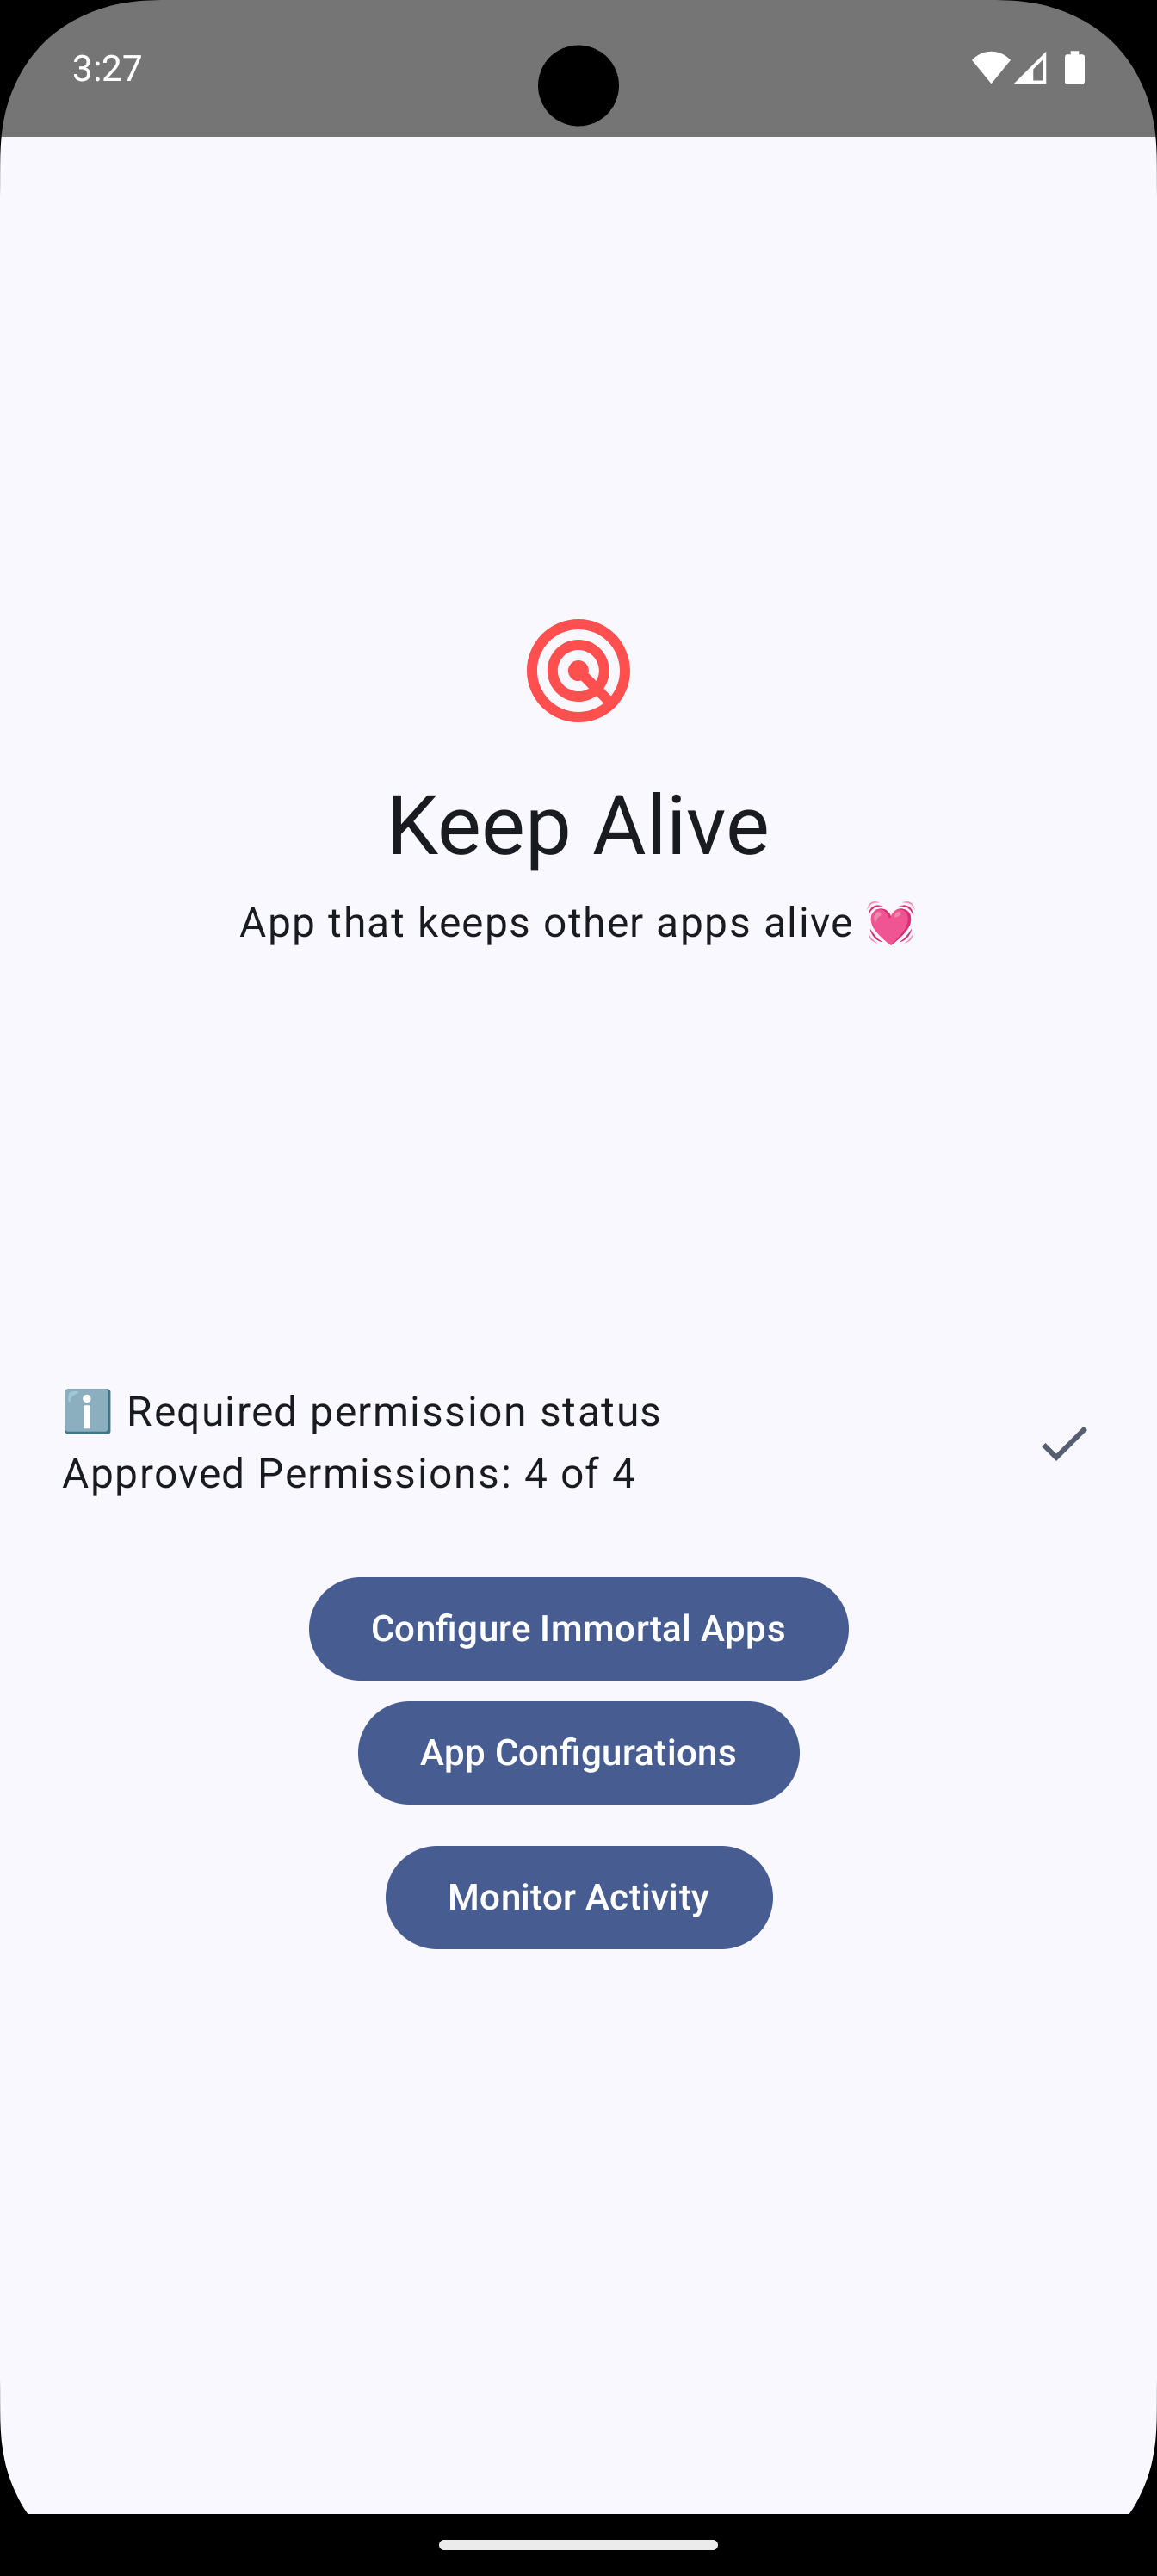 3:27
Keep Alive
App that keeps other apps alive 💓
ℹ️ Required permission status
Approved Permissions: 4 of 4
Configure Immortal Apps
App Configurations
Monitor Activity